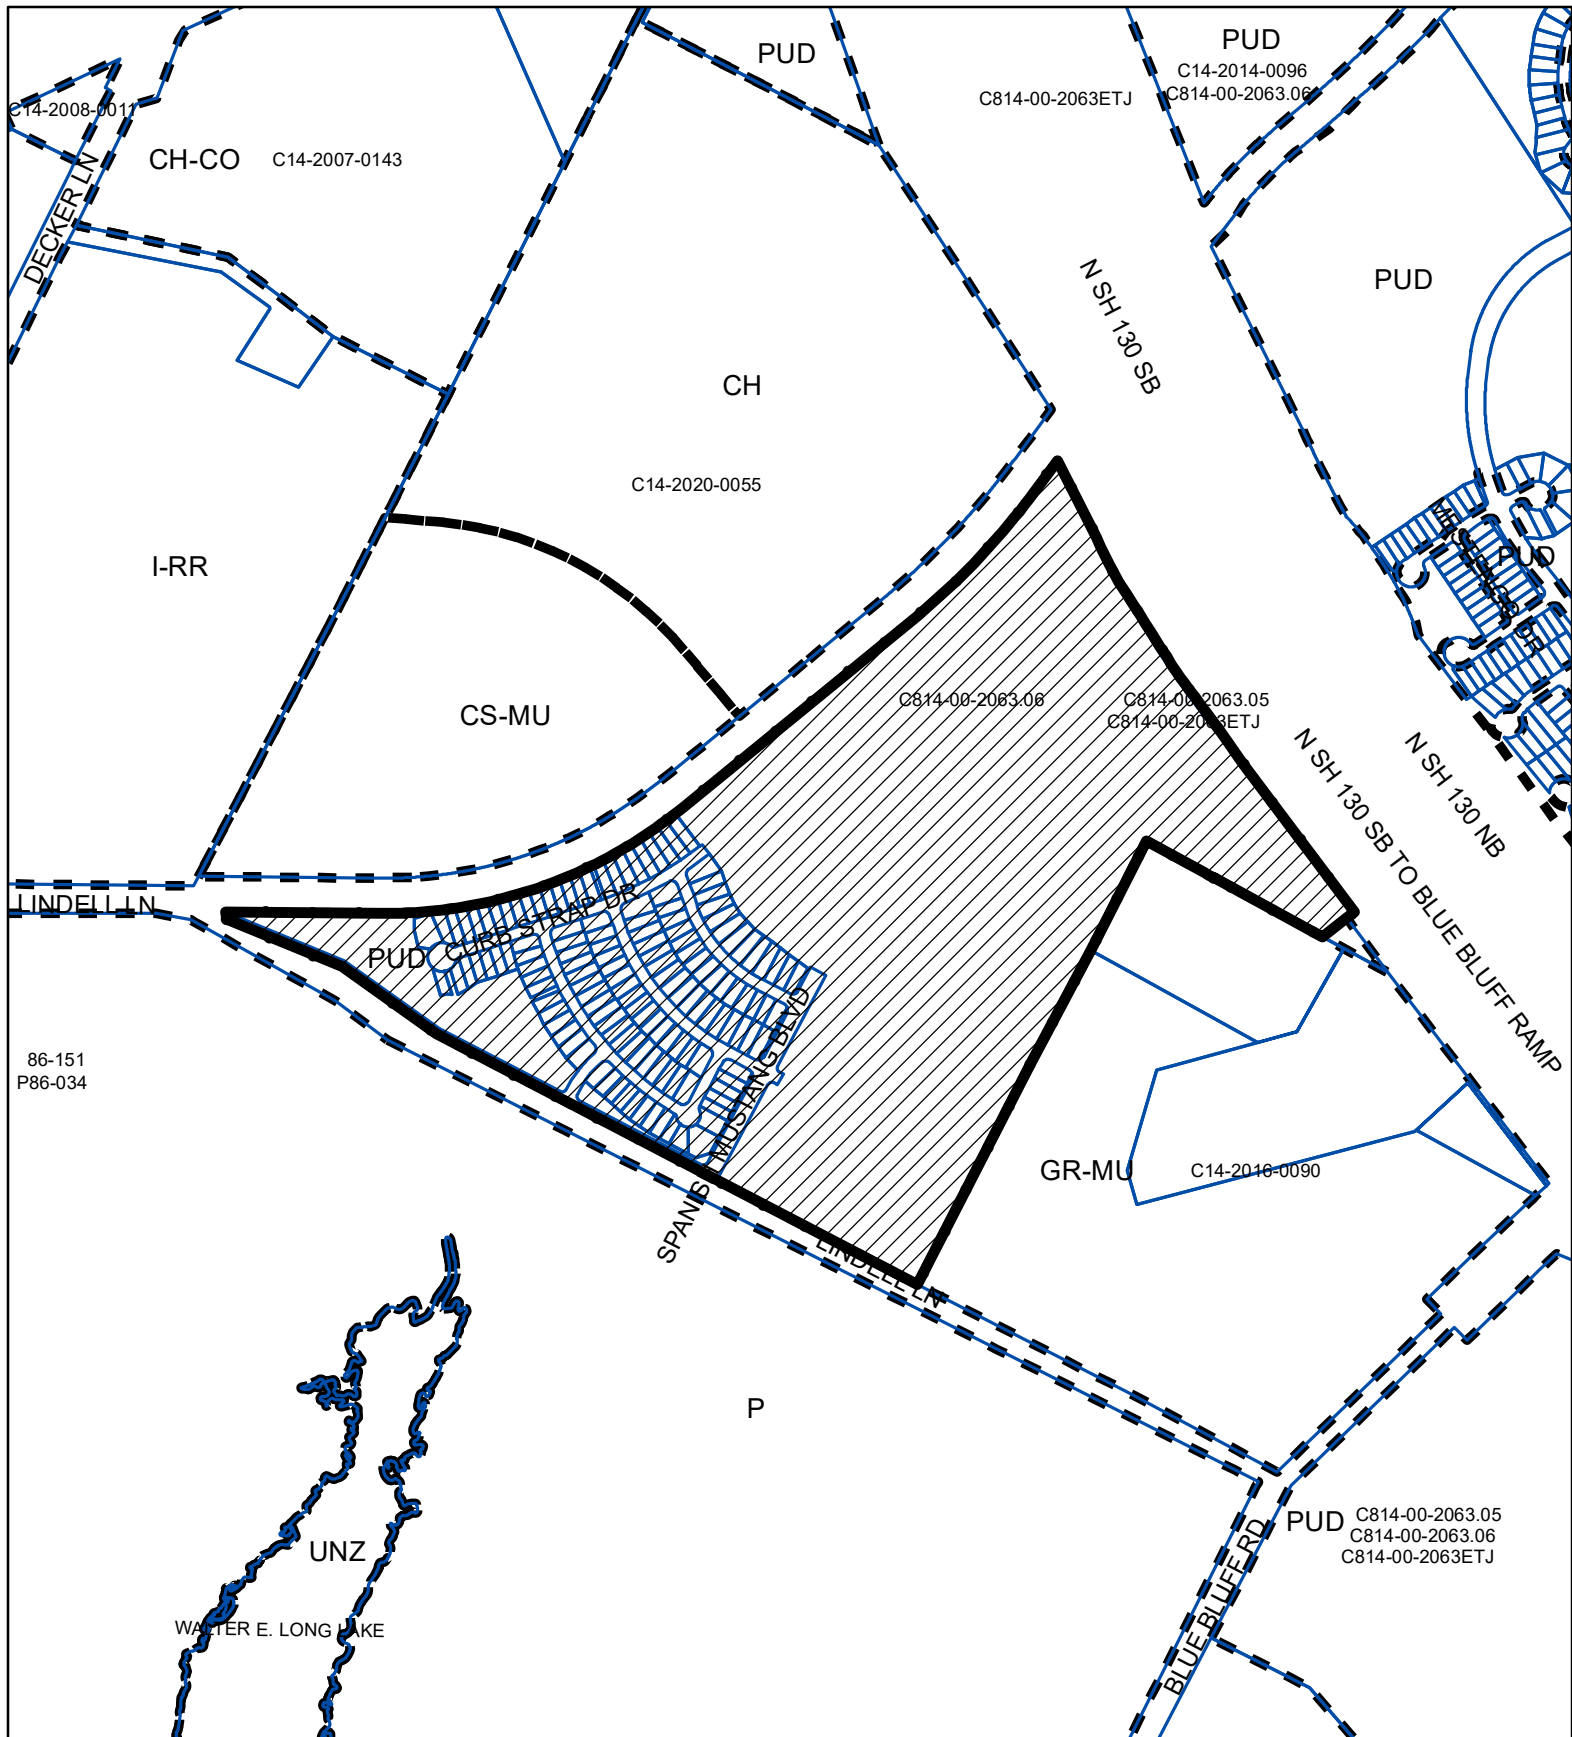 PUD
PUD
C14-2014-0096
C814-00-2063.06
C814-00-2063ETJ
C14-2008-0011
CH-CO
C14-2007-0143
DECKER LN
PUD
N SH 130 SB
CH
C14-2020-0055
I-RR
PUD
CS-MU
C814-00-2063.06
C814-00-2063.05
C814-00-2063ETJ
N SH 130 SB TO BLUE BLUFF RAMP
N SH 130 NB
LINDELL LN
PUD
CURB STRAP DR
SPANISH MUSTANG BLVD
86-151
P86-034
GR-MU
C14-2016-0090
LINDELL LN
P
PUD
C814-00-2063.05
C814-00-2063.06
C814-00-2063ETJ
UNZ
WALTER E. LONG LAKE
BLUE BLUFF RD